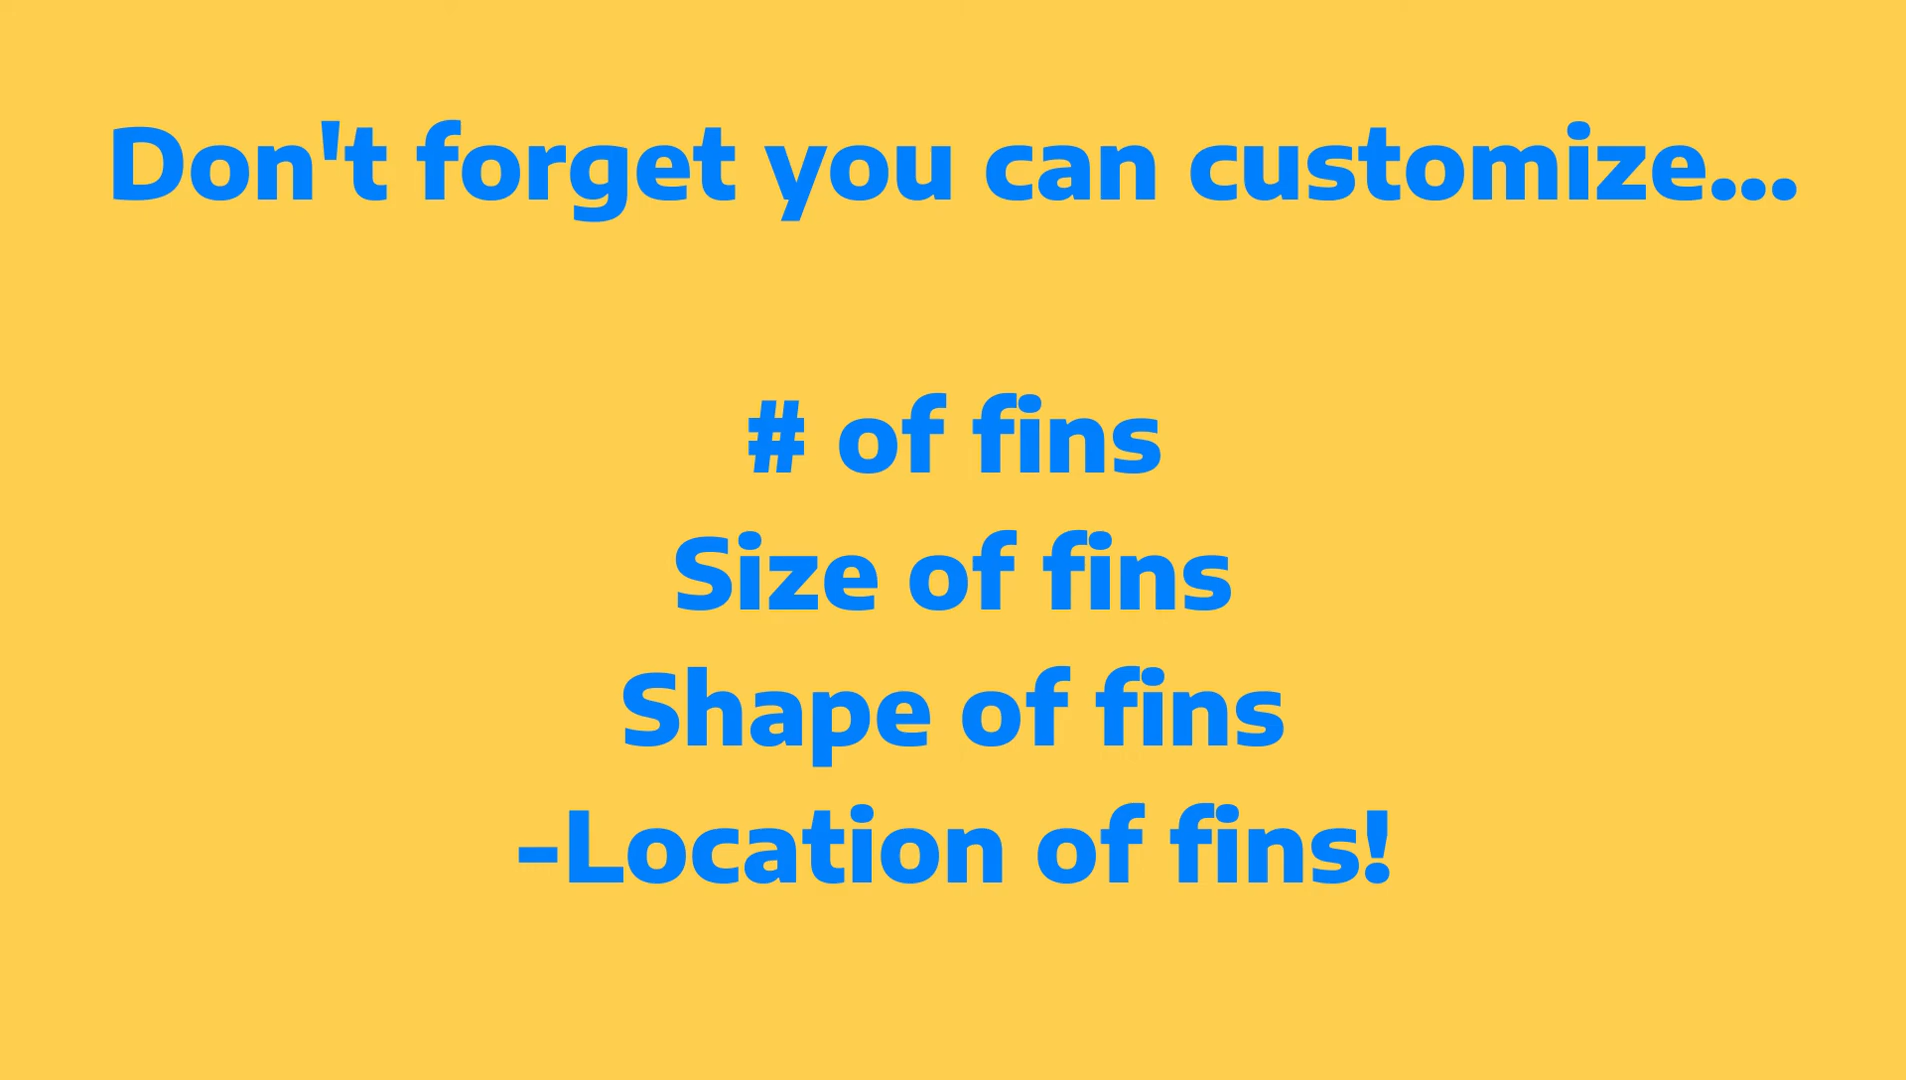 Don't forget you can customize...
# of fins
Size of fins
Shape of fins
-Location of fins!